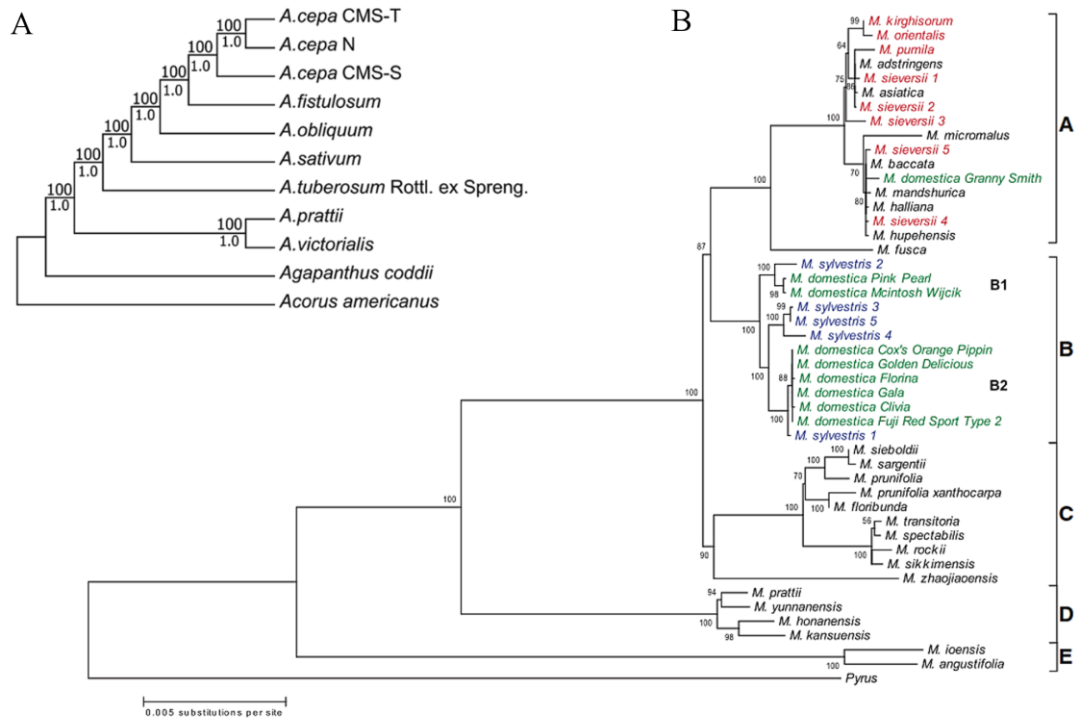 A
100
1.0
A.cepa CMS-T
A.cepa N
100
1.0
A.cepa CMS-S
100
1.0
A.fistulosum
100
1.0
A.obliquum
100
1.0
A.sativum
100
1.0
A.tuberosum Rottl. ex Spreng.
100
1.0
A.prattii
100
1.0
A.victorialis
Agapanthus coddii
Acorus americanus
B
99
M. kirghisorum
M. orientalis
64
M. pumila
M. adstringens
75
M. sieversii 1
86
M. asiatica
M. sieversii 2
100
M. sieversii 3
A
M. micromalus
M. sieversii 5
M. baccata
70
M. domestica Granny Smith
100
M. mandshurica
80
M. halliana
M. sieversii 4
M. hupehensis
87
M. fusca
100
M. sylvestris 2
M. domestica Pink Pearl
B1
98
M. domestica Mcintosh Wijcik
99
M. sylvestris 3
100
M. sylvestris 5
100
M. sylvestris 4
B
M. domestica Cox's Orange Pippin
100
M. domestica Golden Delicious
88
M. domestica Florina
B2
100
M. domestica Gala
M. domestica Clivia
100
M. domestica Fuji Red Sport Type 2
M. sylvestris 1
100
M. sieboldii
100
M. sargentii
70
M. prunifolia
M. prunifolia xanthocarpa
100
100
M. floribunda
C
56
M. transitoria
M. spectabilis
100
M. rockii
90
M. sikkimensis
M. zhaojiaoensis
100
94
M. prattii
M. yunnanensis
100
M. honanensis
D
98
M. kansuensis
M. ioensis
E
100
M. angustifolia
Pyrus
0.005 substitutions per site